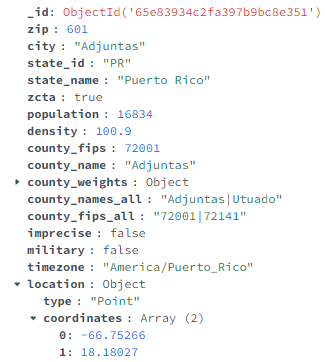 _id: ObjectId('65e83934c2fa397b9bc8e351')
zip: 601
city: "Adjuntas"
state_id: "PR"
state_name: "Puerto Rico"
zcta: true
population: 16834
density: 100.9
county_fips: 72001
county_name: "Adjuntas"
county_weights: Object
county_names_all: "Adjuntas|Utuado"
county_fips_all: "72001|72141"
imprecise: false
military: false
timezone: "America/Puerto_Rico"
location: Object
type: "Point"
coordinates: Array (2)
0: -66.75266
1: 18.18027